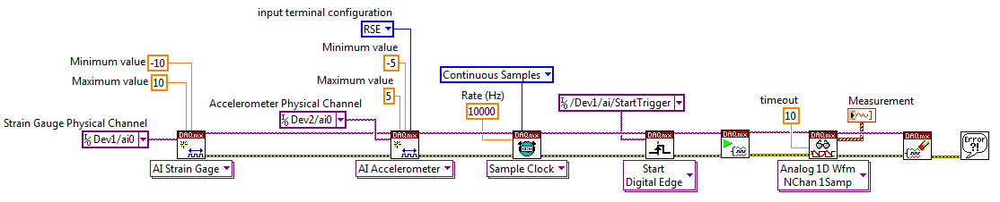 input terminal configuration
RSE
Minimum value
-10
Maximum value
10
Minimum value
-5
Maximum value
5
Accelerometer Physical Channel
Dev2/ai0
Strain Gauge Physical Channel
Dev1/ai0
Continuous Samples
Rate (Hz)
10000
/Dev1/ai/StartTrigger
timeout
10
Measurement
DAQmx
AI Strain Gage
DAQmx
AI Accelerometer
DAQmx
Sample Clock
DAQmx
Start
Digital Edge
DAQmx
DAQmx
Analog 1D Wfm
NChan 1Samp
DAQmx
Error
?!